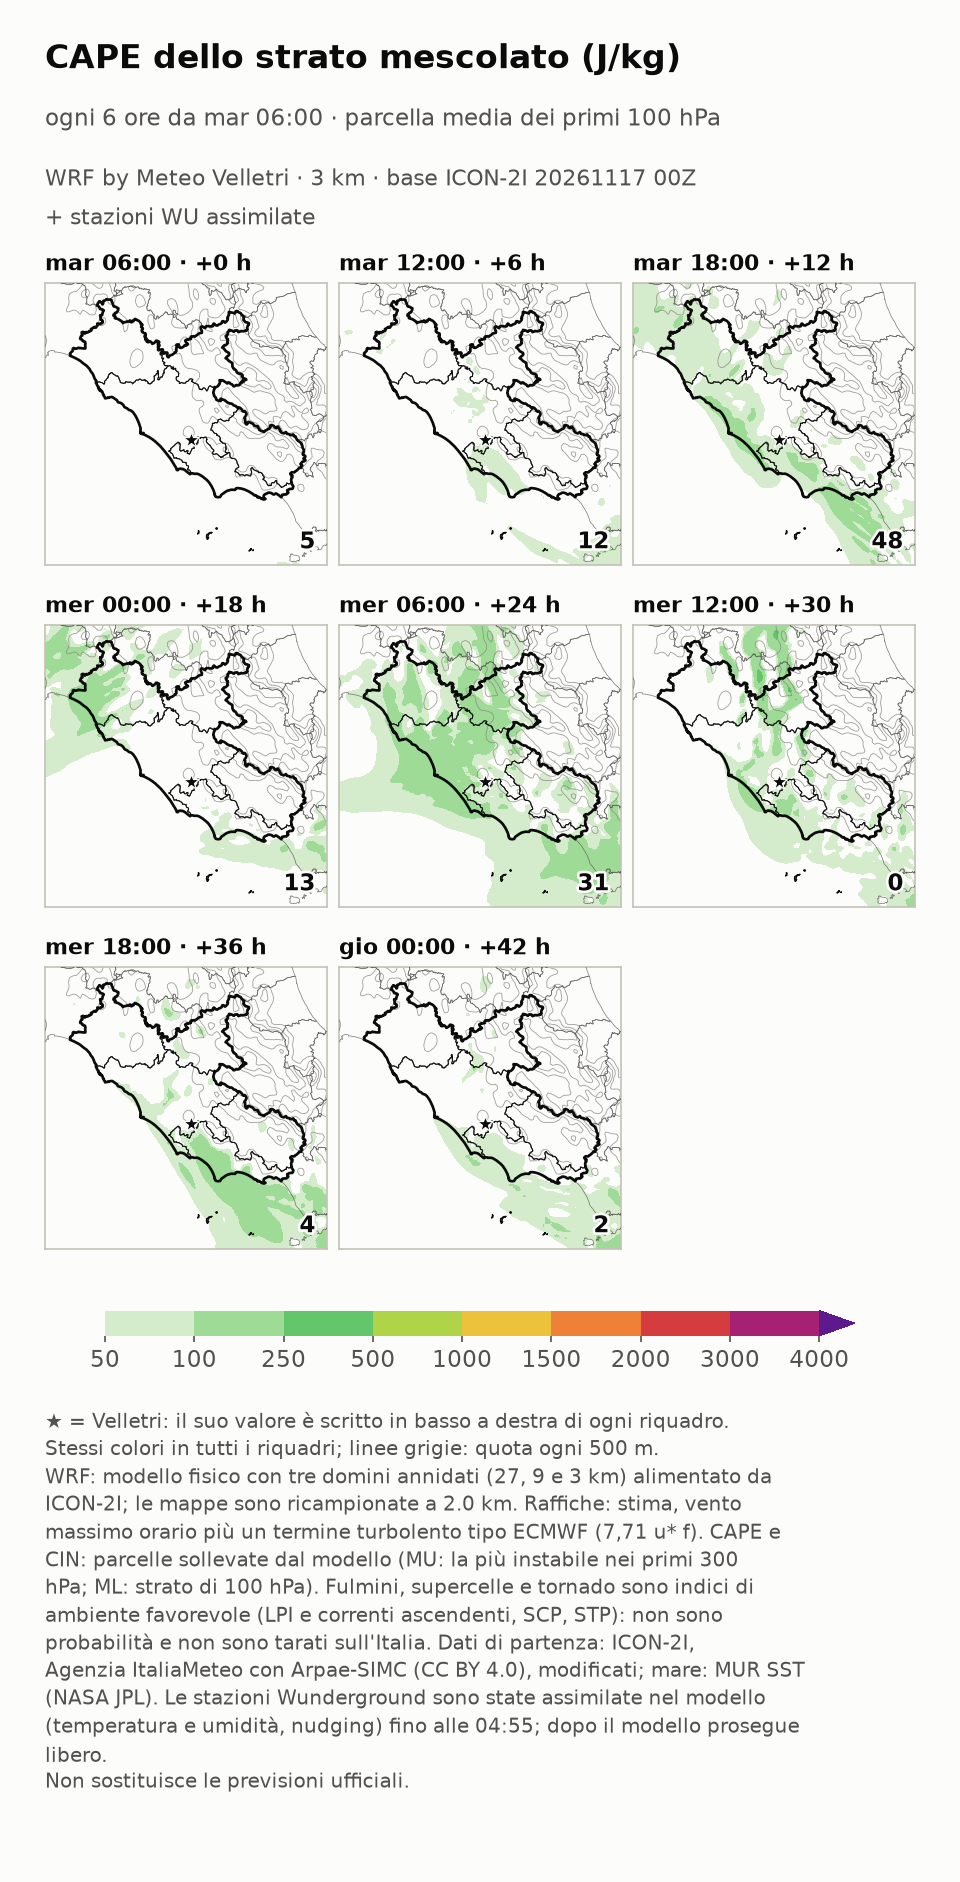 CAPE dello strato mescolato (J/kg)
ogni 6 ore da mar 06:00 · parcella media dei primi 100 hPa
WRF by Meteo Velletri · 3 km · base ICON-2I 20261117 00Z
+ stazioni WU assimilate
mar 06:00 · +0 h
mar 12:00 · +6 h
mar 18:00 · +12 h
5
12
48
mer 00:00 · +18 h
mer 06:00 · +24 h
mer 12:00 · +30 h
13
31
0
mer 18:00 · +36 h
gio 00:00 · +42 h
4
2
50 100 250 500 1000 1500 2000 3000 4000
★ = Velletri: il suo valore è scritto in basso a destra di ogni riquadro.
Stessi colori in tutti i riquadri; linee grigie: quota ogni 500 m.
WRF: modello fisico con tre domini annidati (27, 9 e 3 km) alimentato da
ICON-2I; le mappe sono ricampionate a 2.0 km. Raffiche: stima, vento
massimo orario più un termine turbolento tipo ECMWF (7,71 u* f). CAPE e
CIN: parcelle sollevate dal modello (MU: la più instabile nei primi 300
hPa; ML: strato di 100 hPa). Fulmini, supercelle e tornado sono indici di
ambiente favorevole (LPI e correnti ascendenti, SCP, STP): non sono
probabilità e non sono tarati sull'Italia. Dati di partenza: ICON-2I,
Agenzia ItaliaMeteo con Arpae-SIMC (CC BY 4.0), modificati; mare: MUR SST
(NASA JPL). Le stazioni Wunderground sono state assimilate nel modello
(temperatura e umidità, nudging) fino alle 04:55; dopo il modello prosegue
libero.
Non sostituisce le previsioni ufficiali.